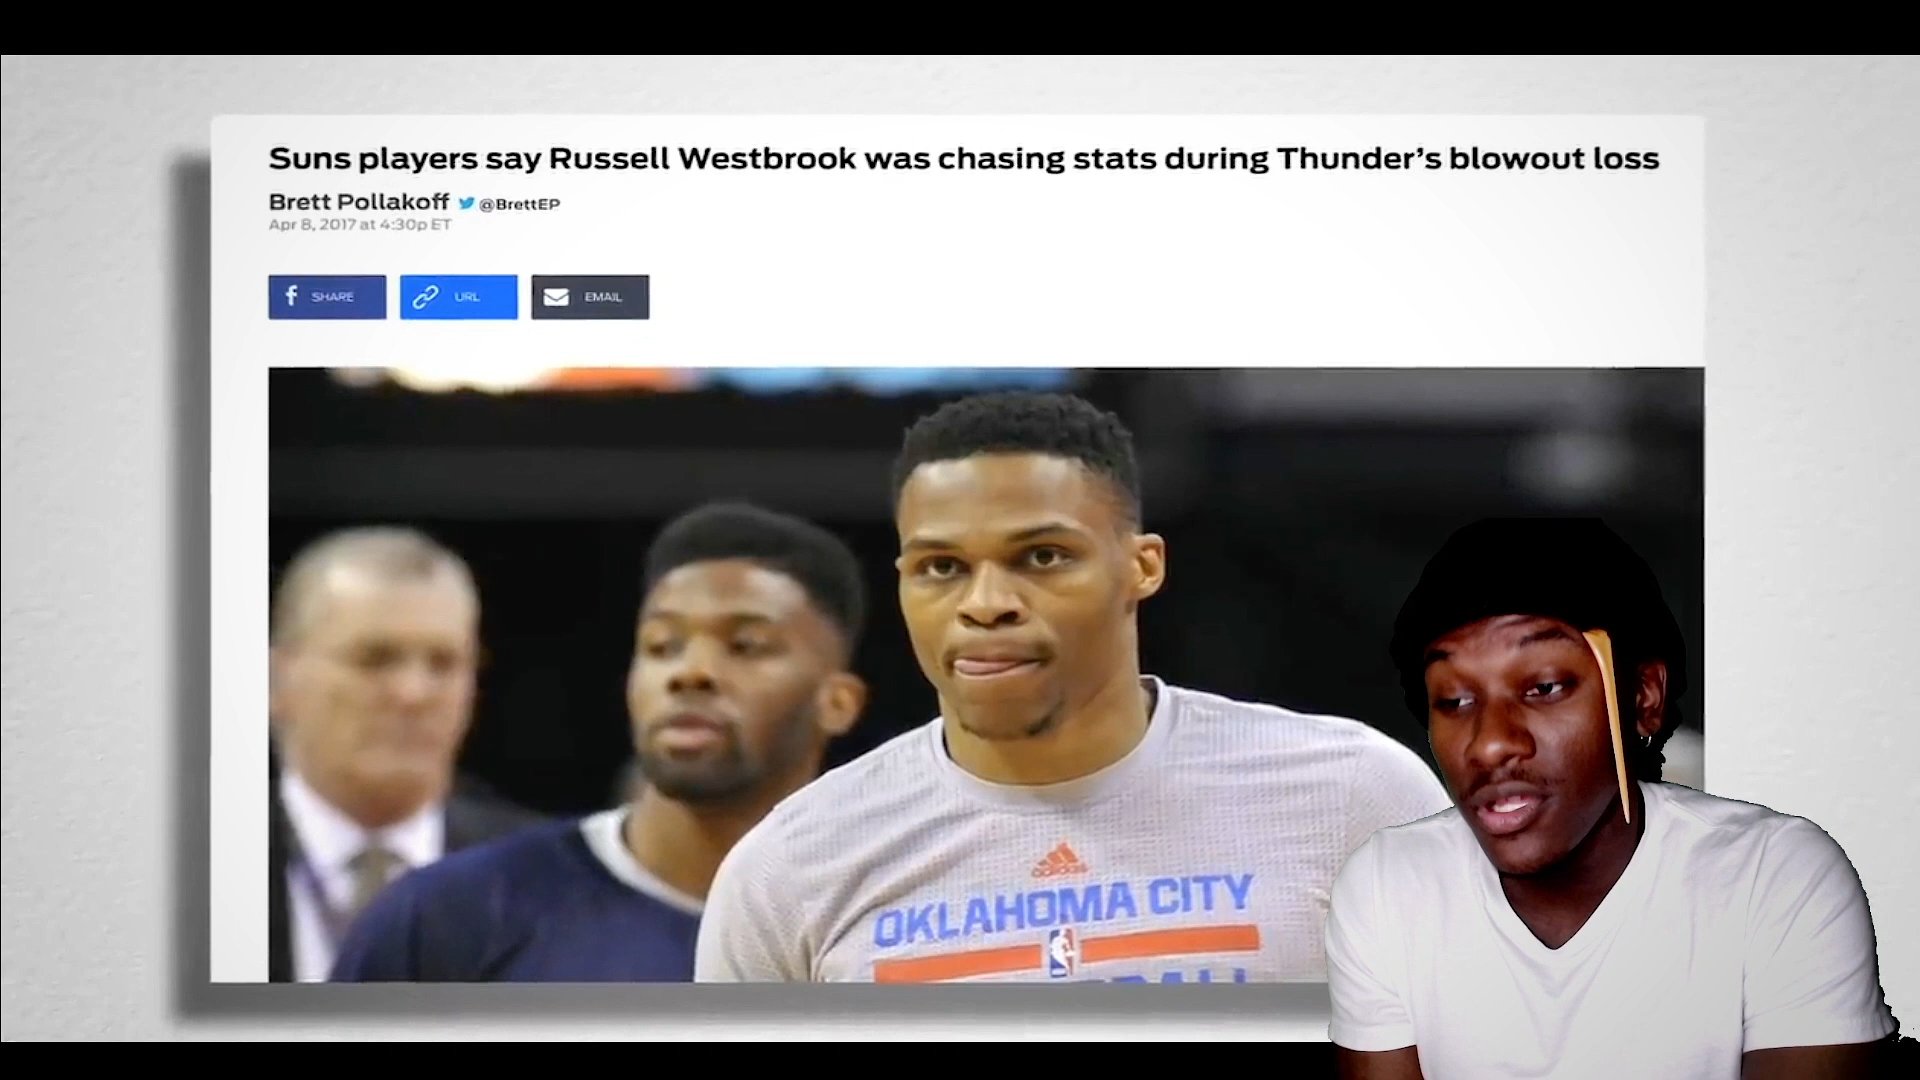 Suns players say Russell Westbrook was chasing stats during Thunder's blowout loss
Brett Pollakoff @BrettEP
Apr 8, 2017 at 4:30p ET
f SHARE URL EMAIL
adidas
OKLAHOMA CITY